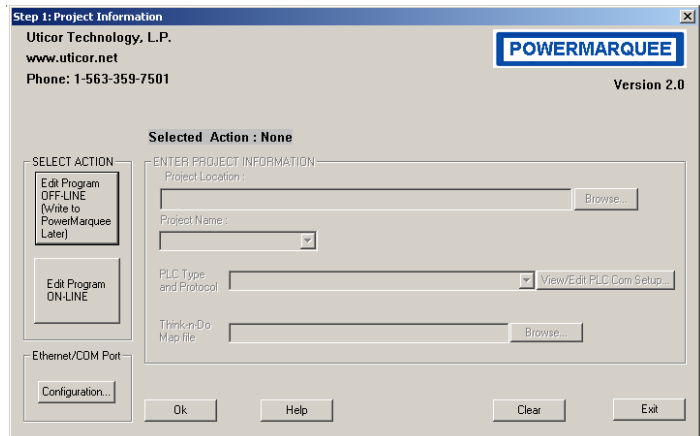 Step 1: Project Information
Uticor Technology, L.P.
www.uticor.net
Phone: 1-563-359-7501
POWERMARQUEE
Version 2.0
Selected Action : None
SELECT ACTION
Edit Program
OFF-LINE
(Write to
PowerMarquee
Later)
Edit Program
ON-LINE
Ethernet/COM Port
Configuration...
ENTER PROJECT INFORMATION
Project Location :
Browse...
Project Name :
PLC Type
and Protocol
View/Edit PLC Com Setup...
Think-n-Do
Map file
Browse...
Ok
Help
Clear
Exit